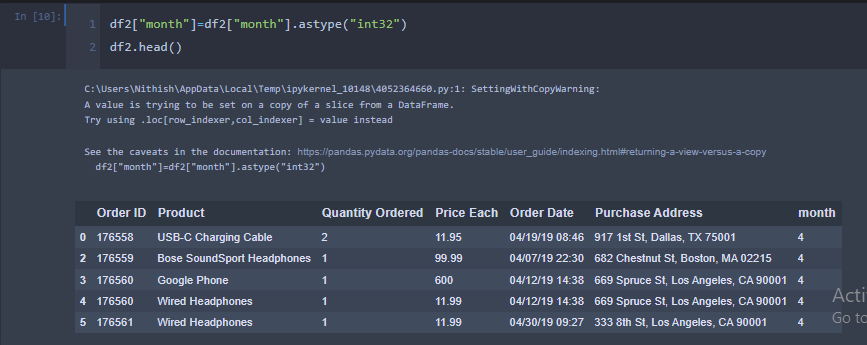 In [10]:
1 df2["month"]=df2["month"].astype("int32")
2 df2.head()
C:\Users\Nithish\AppData\Local\Temp\ipykernel_10148\4052364660.py:1: SettingWithCopyWarning:
A value is trying to be set on a copy of a slice from a DataFrame.
Try using .loc[row_indexer,col_indexer] = value instead
See the caveats in the documentation: https://pandas.pydata.org/pandas-docs/stable/user_guide/indexing.html#returning-a-view-versus-a-copy
df2["month"]=df2["month"].astype("int32")
Order ID Product Quantity Ordered Price Each Order Date Purchase Address month
0 176558 USB-C Charging Cable 2 11.95 04/19/19 08:46 917 1st St, Dallas, TX 75001 4
2 176559 Bose SoundSport Headphones 1 99.99 04/07/19 22:30 682 Chestnut St, Boston, MA 02215 4
3 176560 Google Phone 1 600 04/12/19 14:38 669 Spruce St, Los Angeles, CA 90001 4
4 176560 Wired Headphones 1 11.99 04/12/19 14:38 669 Spruce St, Los Angeles, CA 90001 4
5 176561 Wired Headphones 1 11.99 04/30/19 09:27 333 8th St, Los Angeles, CA 90001 4
Acti
Go to